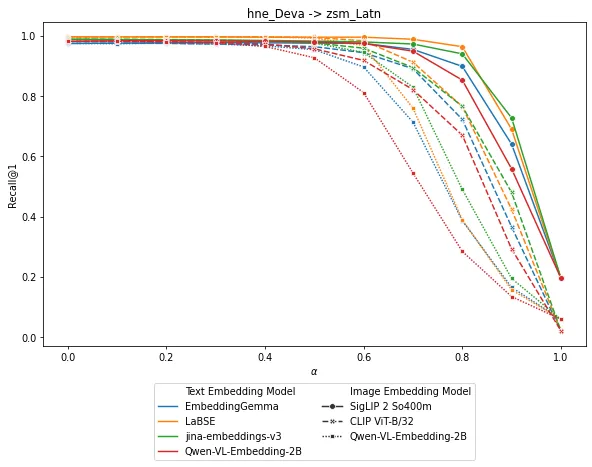 hne_Deva -> zsm_Latn
Recall@1
1.0
0.8
0.6
0.4
0.2
0.0
0.0
0.2
0.4
0.6
0.8
1.0
α
Text Embedding Model
EmbeddingGemma
LaBSE
jina-embeddings-v3
Qwen-VL-Embedding-2B
Image Embedding Model
SigLIP 2 So400m
CLIP ViT-B/32
Qwen-VL-Embedding-2B